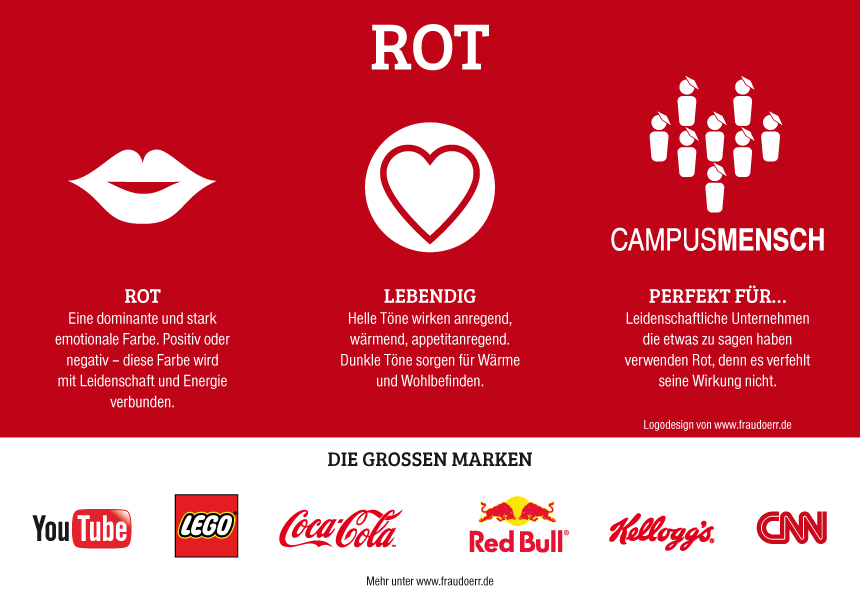 ROT
CAMPUSMENSCH
ROT
Eine dominante und stark
emotionale Farbe. Positiv oder
negativ – diese Farbe wird
mit Leidenschaft und Energie
verbunden.
LEBENDIG
Helle Töne wirken anregend,
wärmend, appetitanregend.
Dunkle Töne sorgen für Wärme
und Wohlbefinden.
PERFEKT FÜR...
Leidenschaftliche Unternehmen
die etwas zu sagen haben
verwenden Rot, denn es verfehlt
seine Wirkung nicht.
Logodesign von www.fraudoerr.de
DIE GROSSEN MARKEN
YouTube
LEGO
Coca-Cola
Red Bull
Kellogg's
CNN
Mehr unter www.fraudoerr.de